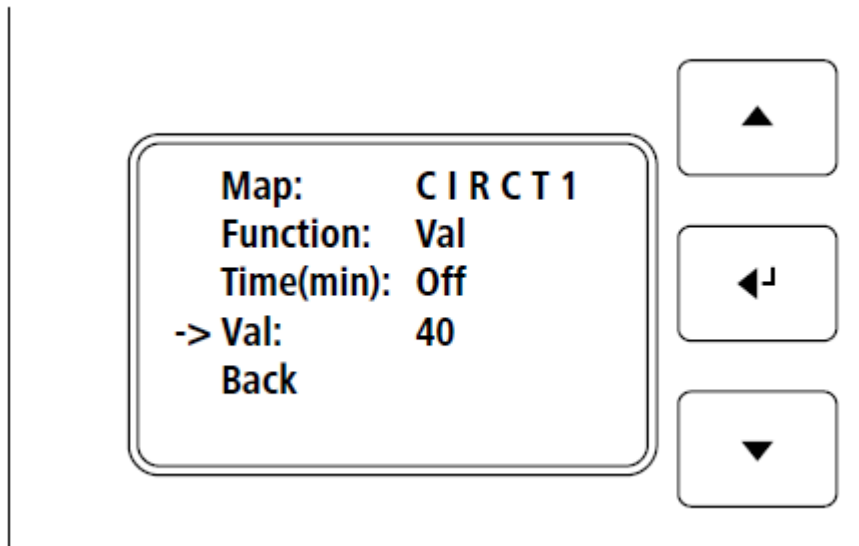 Map: C I R C T 1
Function: Val
Time(min): Off
-> Val: 40
Back